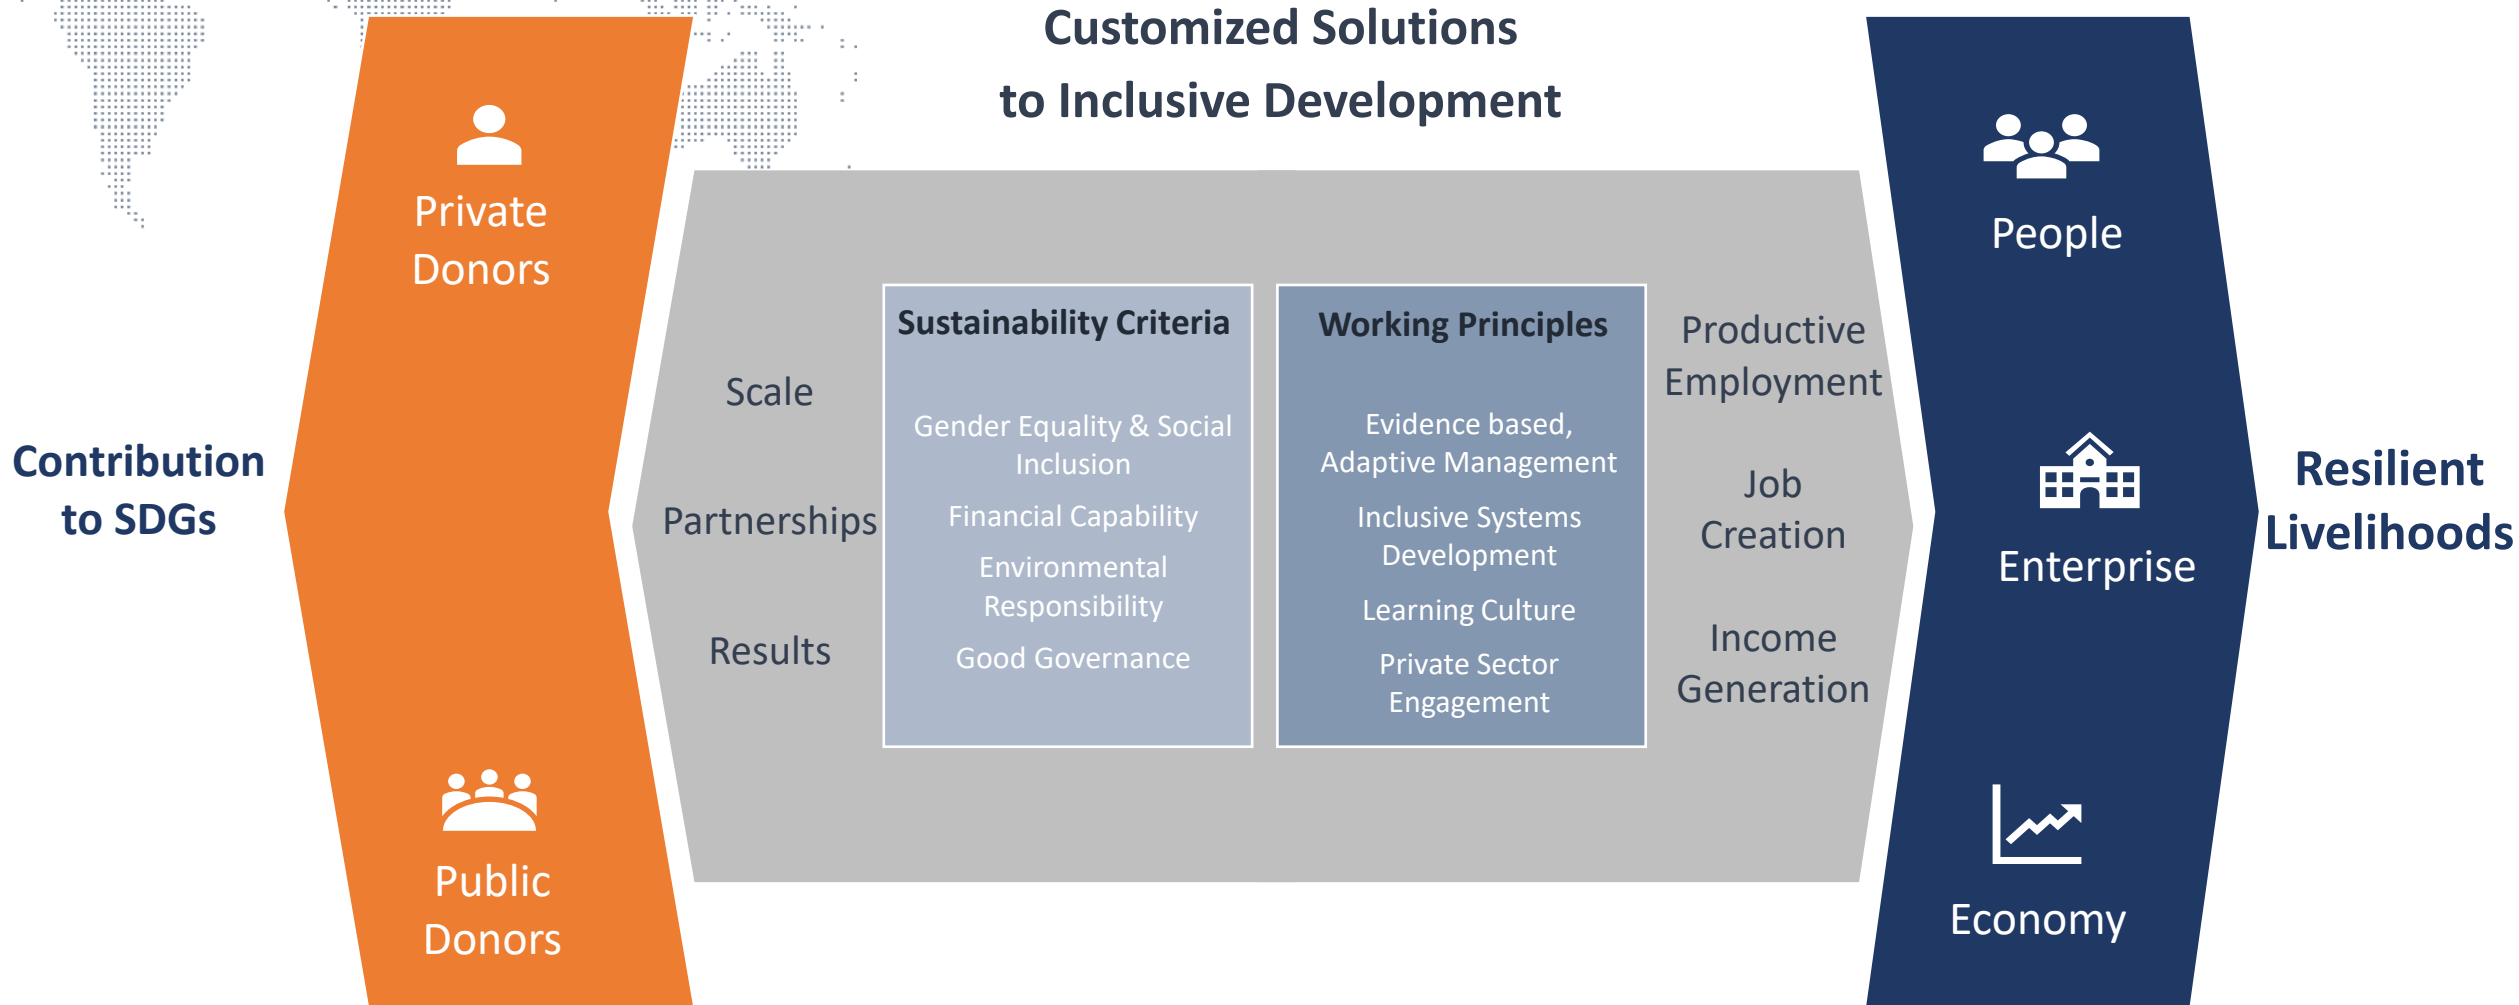 Customized Solutions
to Inclusive Development
Contribution
to SDGs
Private
Donors
Public
Donors
Scale
Partnerships
Results
Sustainability Criteria
Gender Equality & Social
Inclusion
Financial Capability
Environmental
Responsibility
Good Governance
Working Principles
Evidence based,
Adaptive Management
Inclusive Systems
Development
Learning Culture
Private Sector
Engagement
Productive
Employment
Job
Creation
Income
Generation
People
Enterprise
Economy
Resilient
Livelihoods